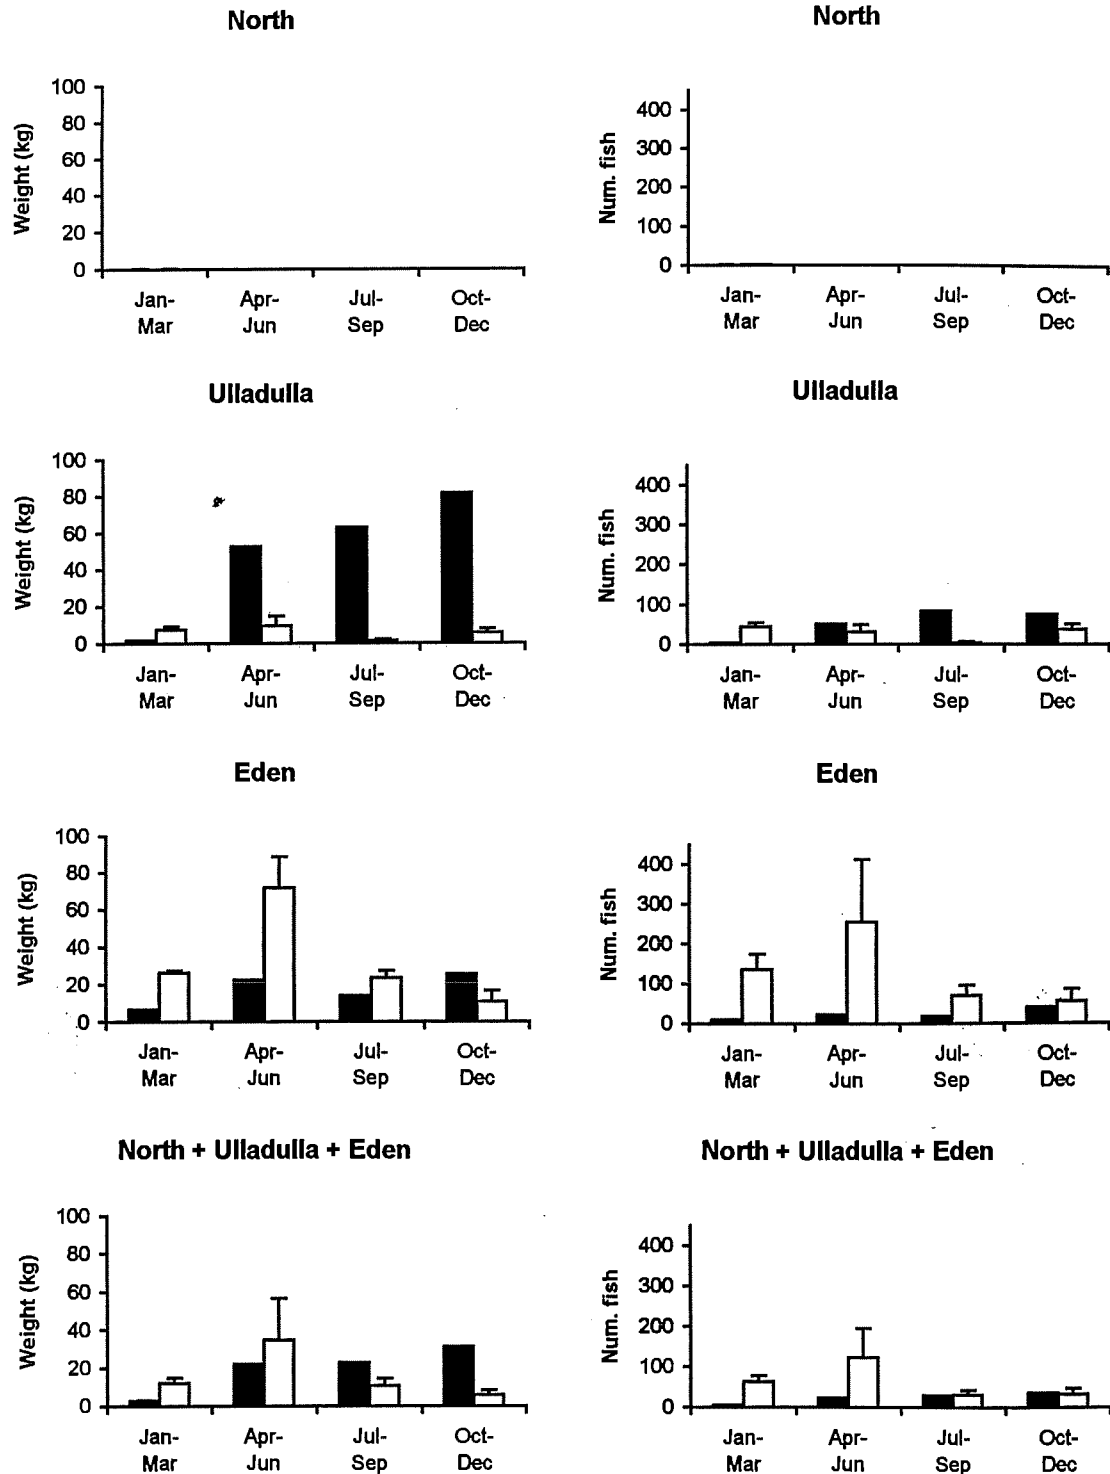 North
North
Weight (kg)
100
80
60
40
20
0
Jan-
Mar
Apr-
Jun
Jul-
Sep
Oct-
Dec
Num. fish
400
300
200
100
0
Jan-
Mar
Apr-
Jun
Jul-
Sep
Oct-
Dec
Ulladulla
Ulladulla
Weight (kg)
100
80
60
40
20
0
Jan-
Mar
Apr-
Jun
Jul-
Sep
Oct-
Dec
Num. fish
400
300
200
100
0
Jan-
Mar
Apr-
Jun
Jul-
Sep
Oct-
Dec
Eden
Eden
Weight (kg)
100
80
60
40
20
0
Jan-
Mar
Apr-
Jun
Jul-
Sep
Oct-
Dec
Num. fish
400
300
200
100
0
Jan-
Mar
Apr-
Jun
Jul-
Sep
Oct-
Dec
North + Ulladulla + Eden
North + Ulladulla + Eden
Weight (kg)
100
80
60
40
20
0
Jan-
Mar
Apr-
Jun
Jul-
Sep
Oct-
Dec
Num. fish
400
300
200
100
0
Jan-
Mar
Apr-
Jun
Jul-
Sep
Oct-
Dec